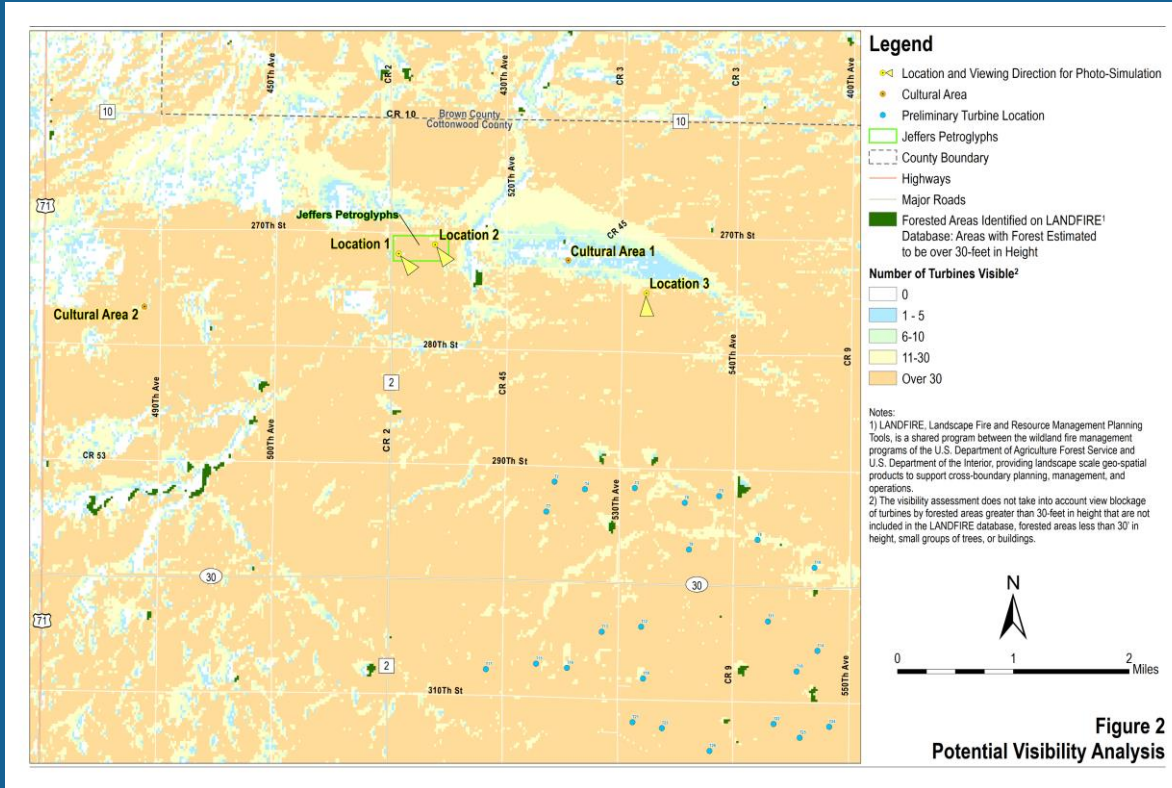 450Th Ave
CR 2
430Th Ave
CR 3
CR 3
400Th Ave
10
CR 10
Brown County
Cottonwood County
10
520Th Ave
71
270Th St
Jeffers Petroglyphs
Location 1
Location 2
CR 45
270Th St
Cultural Area 1
Location 3
Cultural Area 2
280Th St
490Th Ave
2
CR 45
540Th Ave
CR 9
500Th Ave
CR 2
CR 53
290Th St
530Th Ave
30
30
71
2
310Th St
CR 9
550Th Ave
Legend
Location and Viewing Direction for Photo-Simulation
Cultural Area
Preliminary Turbine Location
Jeffers Petroglyphs
County Boundary
Highways
Major Roads
Forested Areas Identified on LANDFIRE¹
Database: Areas with Forest Estimated
to be over 30-feet in Height
Number of Turbines Visible²
0
1 - 5
6-10
11-30
Over 30
Notes:
1) LANDFIRE, Landscape Fire and Resource Management Planning
Tools, is a shared program between the wildland fire management
programs of the U.S. Department of Agriculture Forest Service and
U.S. Department of the Interior, providing landscape scale geo-spatial
products to support cross-boundary planning, management, and
operations.
2) The visibility assessment does not take into account view blockage
of turbines by forested areas greater than 30-feet in height that are not
included in the LANDFIRE database, forested areas less than 30' in
height, small groups of trees, or buildings.
N
0
1
2
Miles
Figure 2
Potential Visibility Analysis